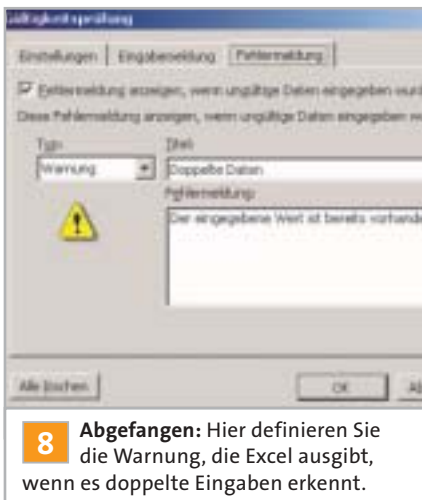 Gültigkeitsprüfung
Einstellungen Eingabemeldung Fehlermeldung
Fehlermeldung anzeigen, wenn ungültige Daten eingegeben wurd
Diese Fehlermeldung anzeigen, wenn ungültige Daten eingegeben w
Typ: Titel:
Warnung Doppelte Daten
Fehlermeldung:
Der eingegebene Wert ist bereits vorhande
Alle löschen OK Ab
8 Abgefangen: Hier definieren Sie
die Warnung, die Excel ausgibt,
wenn es doppelte Eingaben erkennt.